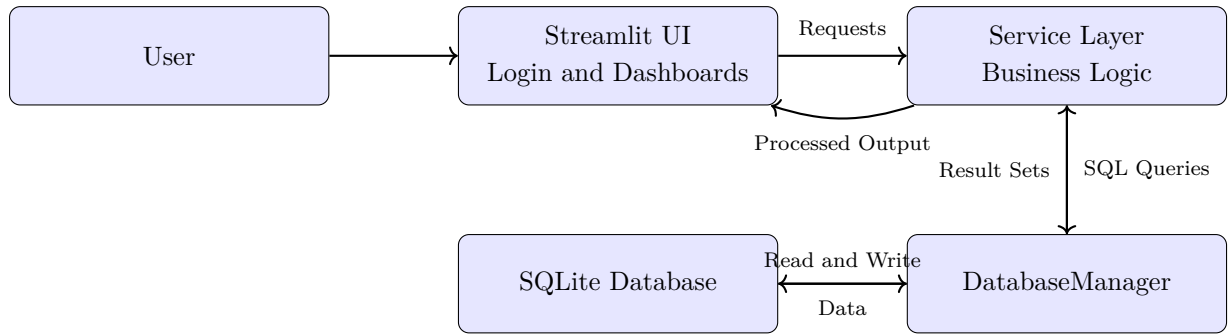 User
Streamlit UI
Login and Dashboards
Requests
Service Layer
Business Logic
Processed Output
Result Sets
SQL Queries
SQLite Database
Read and Write
Data
DatabaseManager